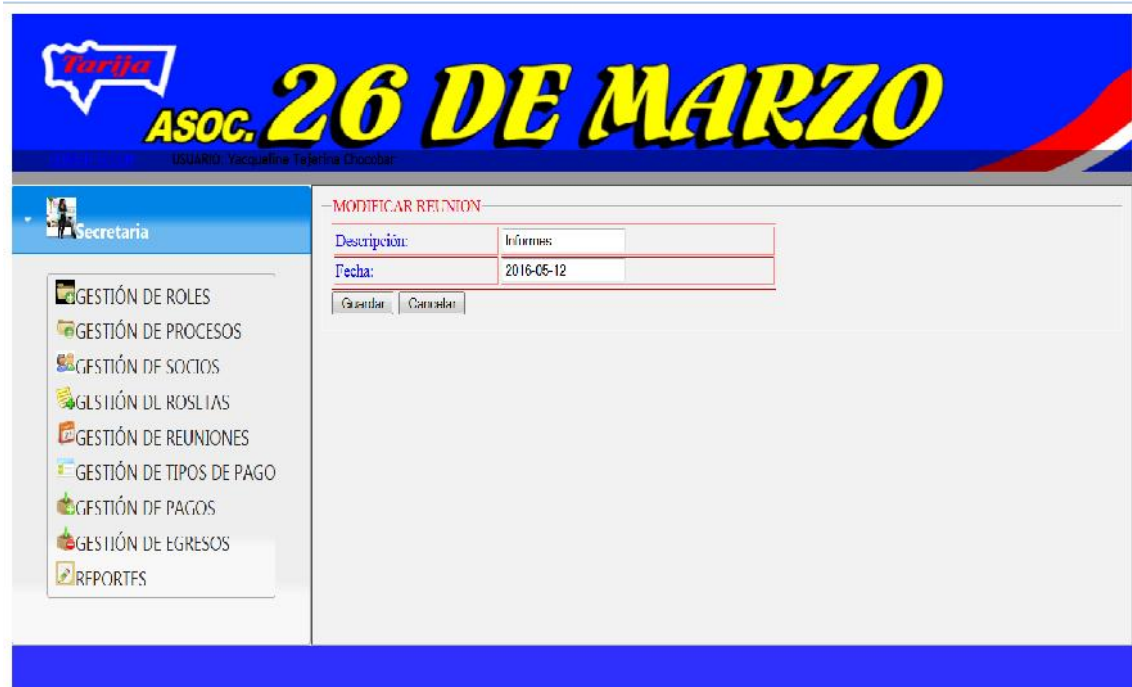 Tarija
ASOC. 26 DE MARZO
USUARIO: Yacqueline Tejerina Chocobar
Secretaria
GESTIÓN DE ROLES
GESTIÓN DE PROCESOS
GESTIÓN DE SOCIOS
GESTIÓN DE ROSETAS
GESTIÓN DE REUNIONES
GESTIÓN DE TIPOS DE PAGO
GESTIÓN DE PAGOS
GESTIÓN DE EGRESOS
REPORTES
MODIFICAR REUNION
Descripción: Informes
Fecha: 2016-05-12
Guardar Cancelar